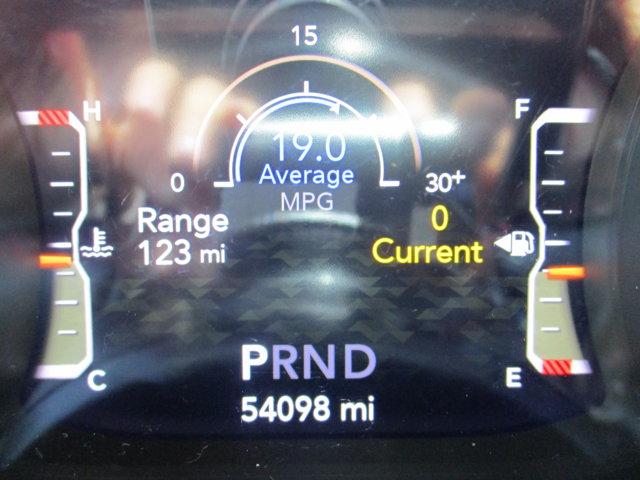 15
H
F
19.0
0
Average
30+
MPG
Range
0
123 mi
Current
PRND
C
E
54098 mi